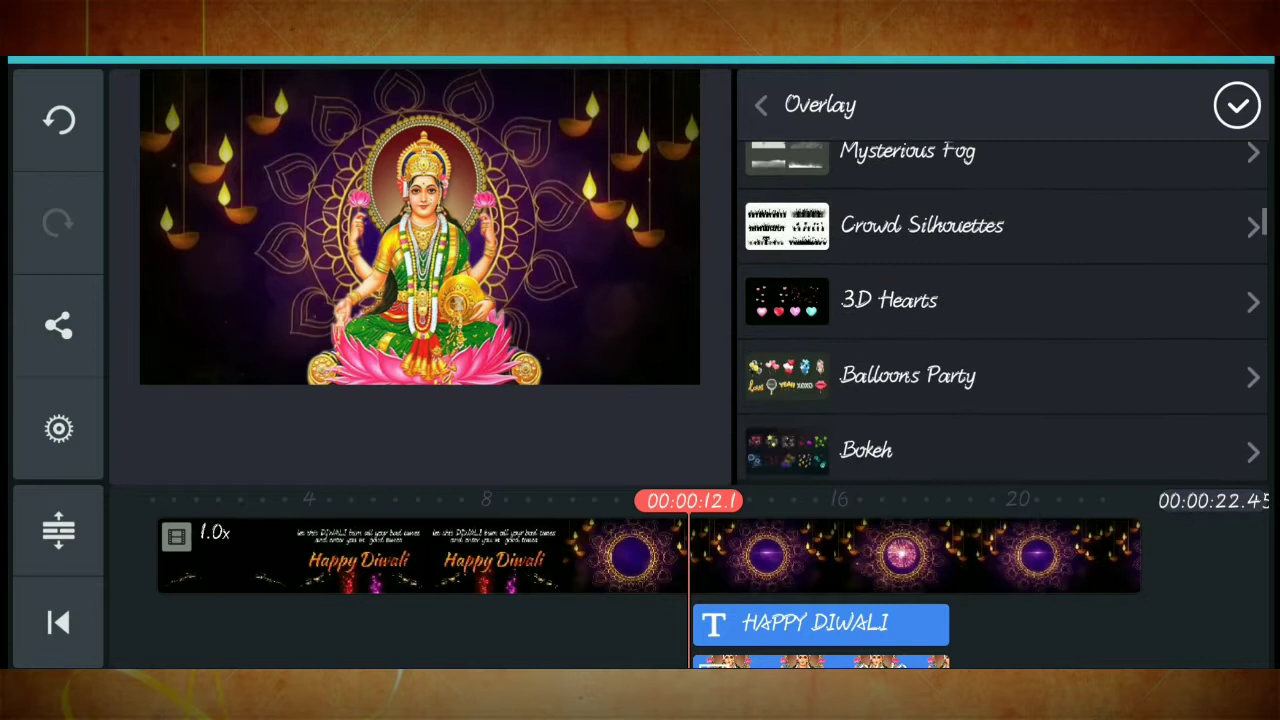 Overlay
Mysterious Fog
Crowd Silhouettes
3D Hearts
Balloons Party
Bokeh
4 8 00:00:12.1 16 20 00:00:22.45
1.0x
Happy Diwali Happy Diwali
T HAPPY DIWALI